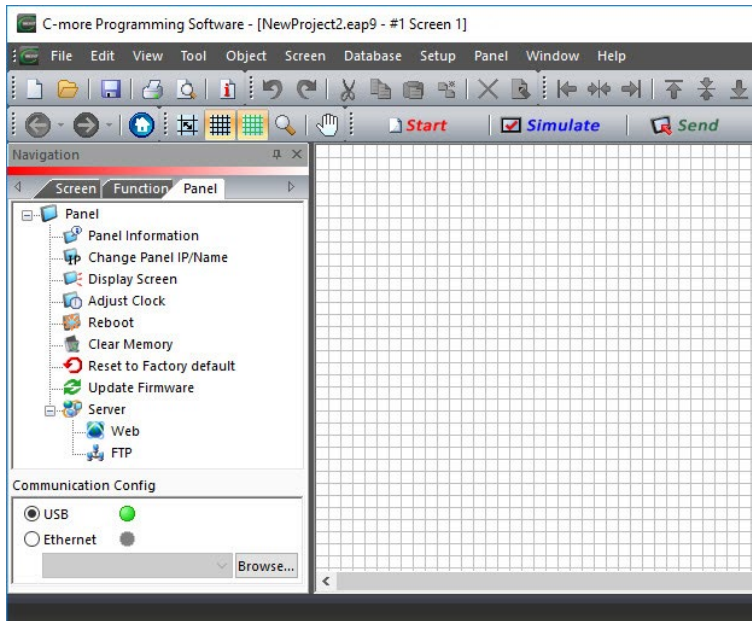 C-more Programming Software - [NewProject2.eap9 - #1 Screen 1]
File Edit View Tool Object Screen Database Setup Panel Window Help
Start Simulate Send
Navigation
Screen Function Panel
Panel
Panel Information
Change Panel IP/Name
Display Screen
Adjust Clock
Reboot
Clear Memory
Reset to Factory default
Update Firmware
Server
Web
FTP
Communication Config
USB
Ethernet
Browse...